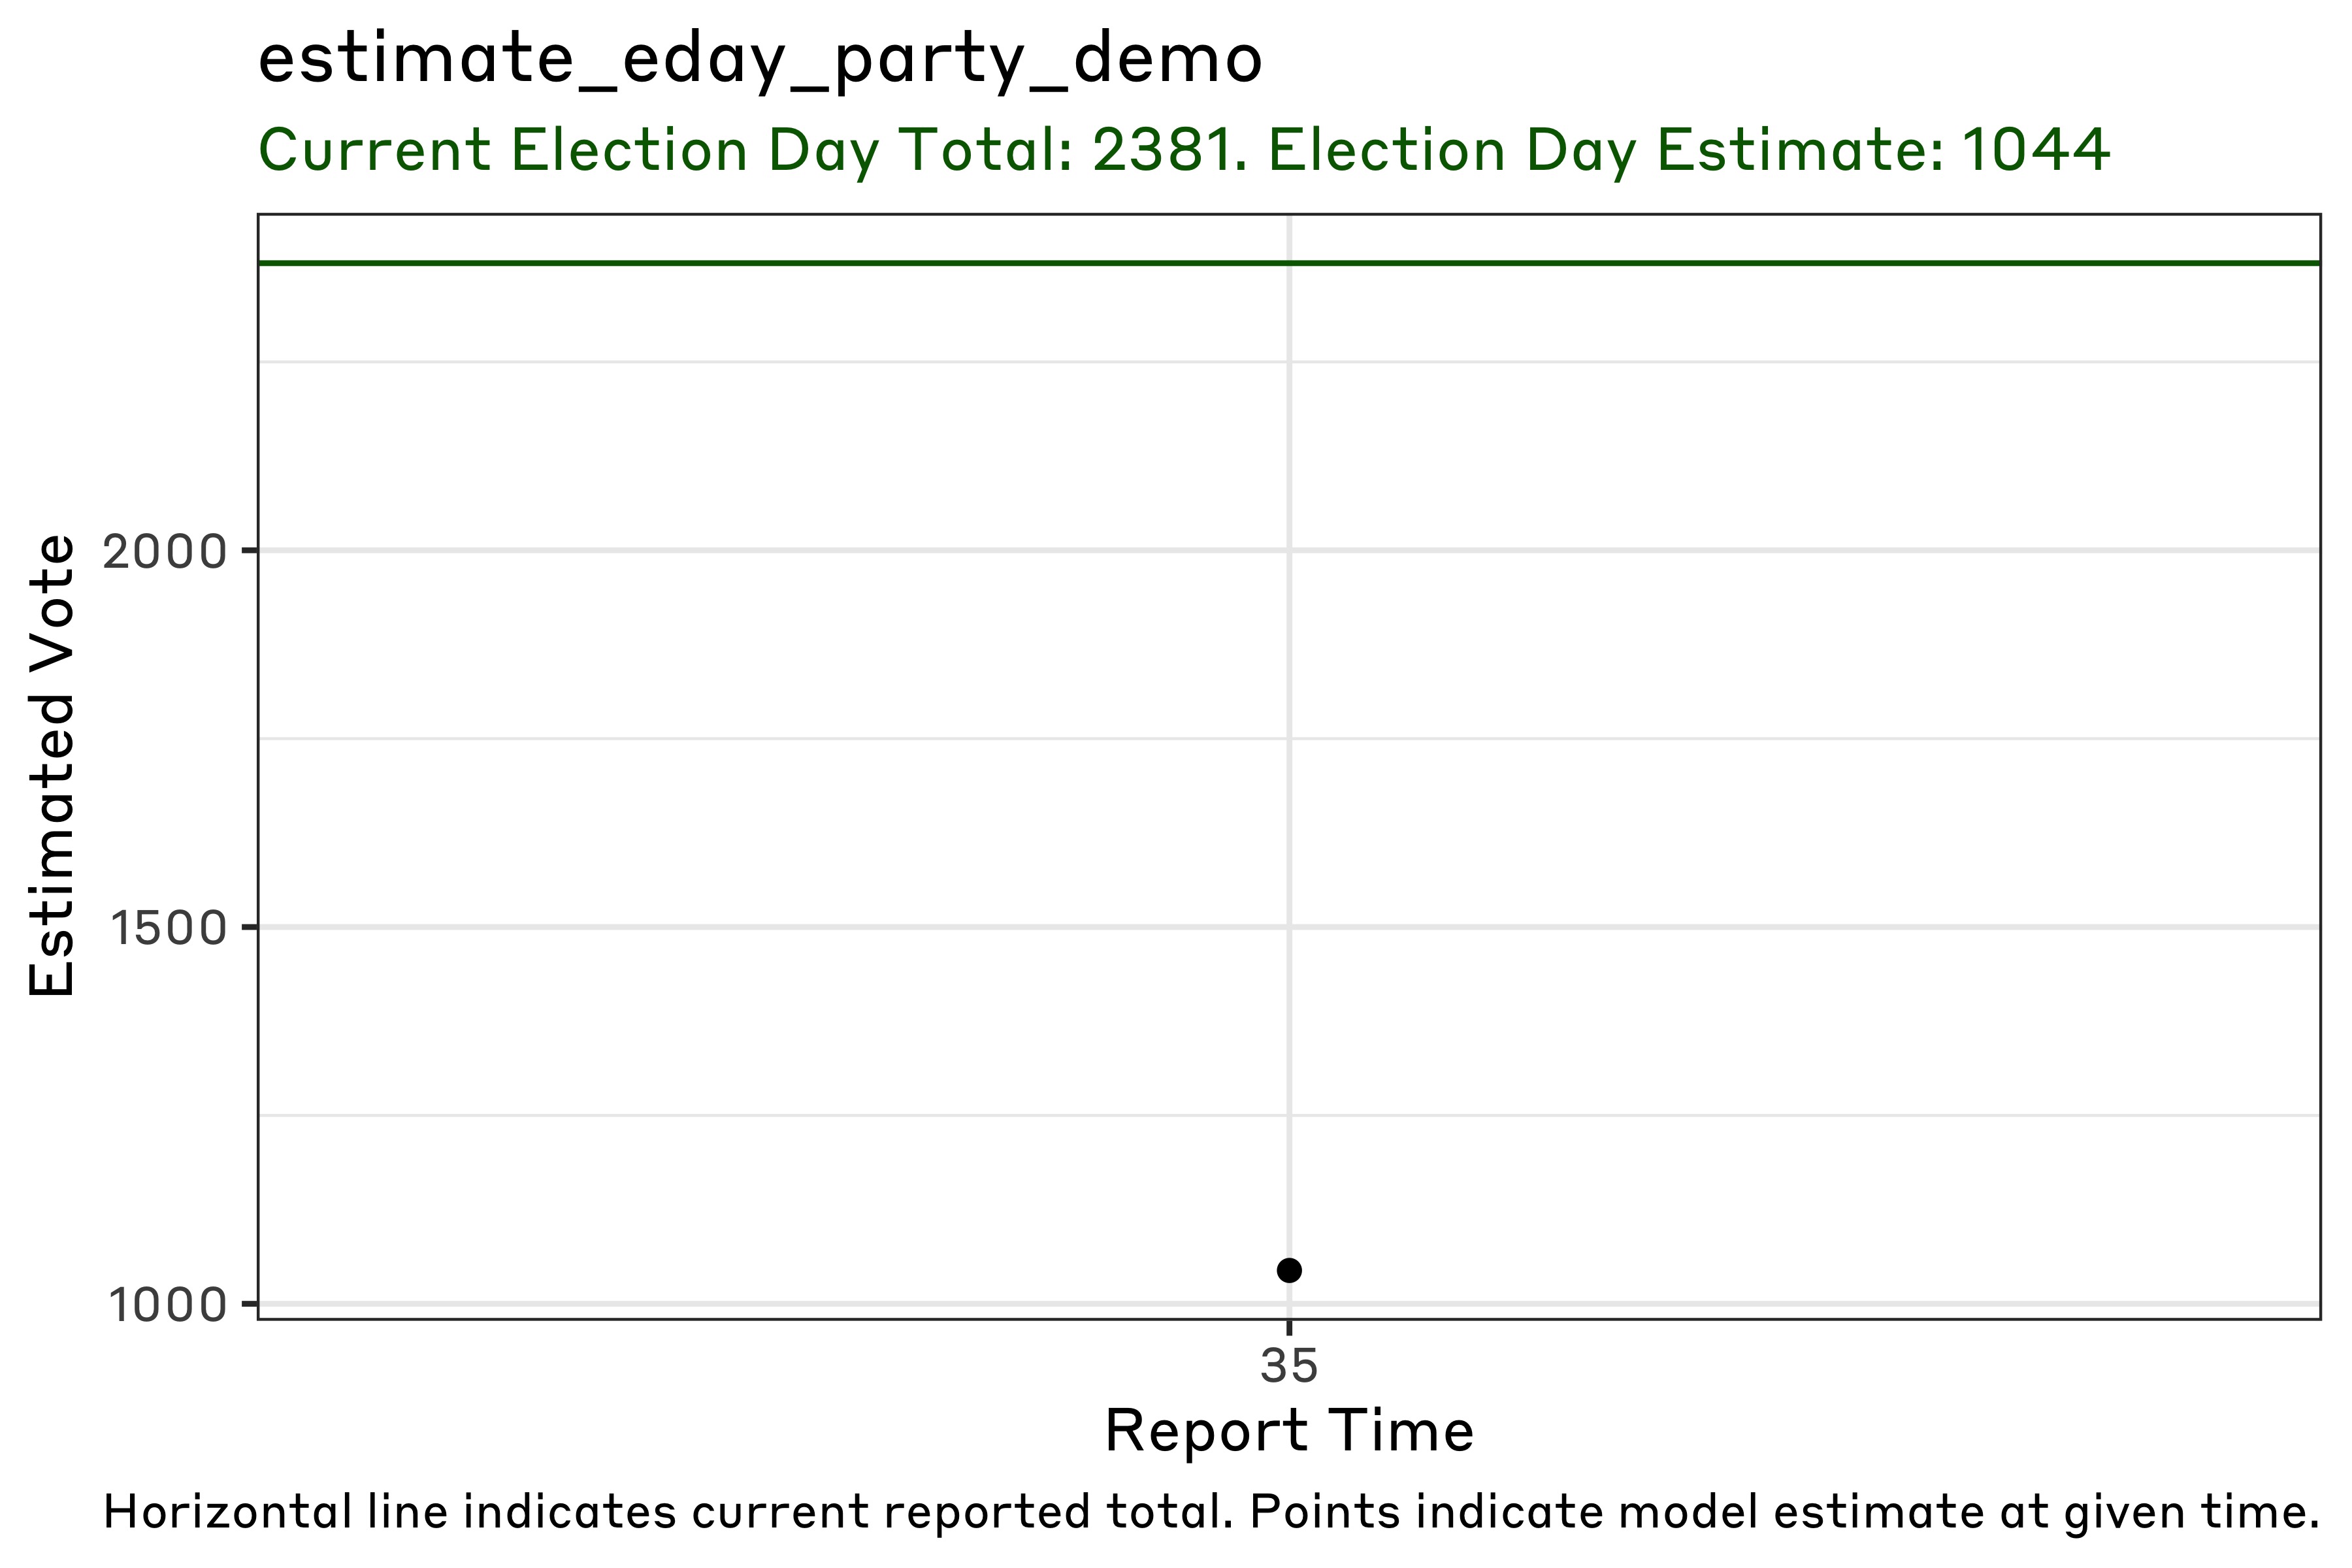 estimate_eday_party_demo
Current Election Day Total: 2381. Election Day Estimate: 1044
Estimated Vote
2000
1500
1000
35
Report Time
Horizontal line indicates current reported total. Points indicate model estimate at given time.